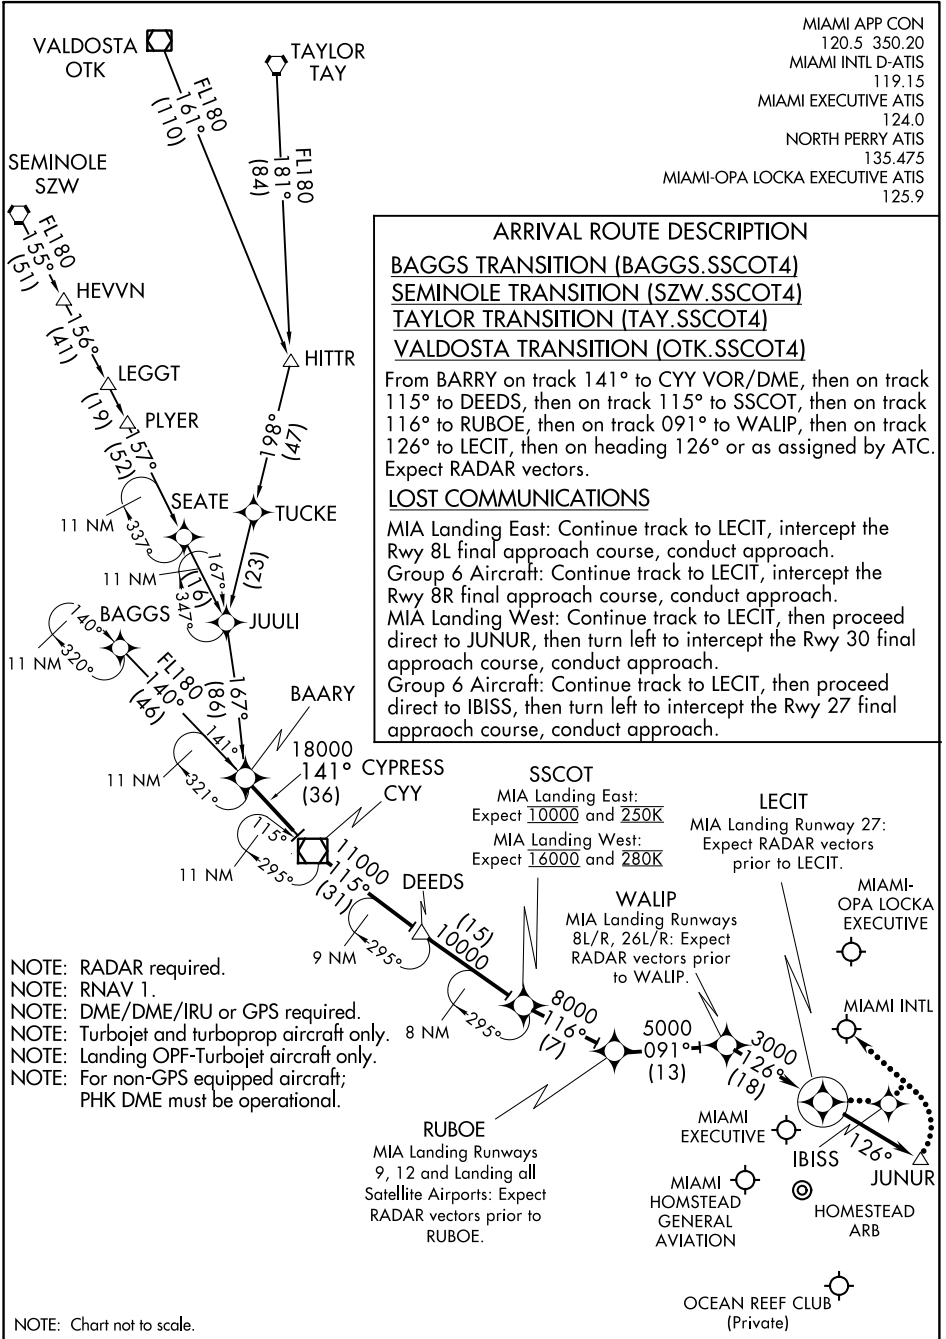 MIAMI APP CON
120.5 350.20
MIAMI INTL D-ATIS
119.15
MIAMI EXECUTIVE ATIS
124.0
NORTH PERRY ATIS
135.475
MIAMI-OPA LOCKA EXECUTIVE ATIS
125.9
VALDOSTA
OTK
TAYLOR
TAY
FL180
161°
(110)
FL180
181°
(84)
SEMINOLE
SZW
FL180
155°
(51)
HEVVN
156°
(41)
LEGGT
(19)
PLYER
157°
(52)
HITTR
198°
(47)
ARRIVAL ROUTE DESCRIPTION
BAGGS TRANSITION (BAGGS.SSCOT4)
SEMINOLE TRANSITION (SZW.SSCOT4)
TAYLOR TRANSITION (TAY.SSCOT4)
VALDOSTA TRANSITION (OTK.SSCOT4)
From BARRY on track 141° to CYY VOR/DME, then on track
115° to DEEDS, then on track 115° to SSCOT, then on track
116° to RUBOE, then on track 091° to WALIP, then on track
126° to LECIT, then on heading 126° or as assigned by ATC.
Expect RADAR vectors.
LOST COMMUNICATIONS
MIA Landing East: Continue track to LECIT, intercept the
Rwy 8L final approach course, conduct approach.
Group 6 Aircraft: Continue track to LECIT, intercept the
Rwy 8R final approach course, conduct approach.
MIA Landing West: Continue track to LECIT, then proceed
direct to JUNUR, then turn left to intercept the Rwy 30 final
approach course, conduct approach.
Group 6 Aircraft: Continue track to LECIT, then proceed
direct to IBISS, then turn left to intercept the Rwy 27 final
appraoch course, conduct approach.
SEATE
TUCKE
11 NM
337°
11 NM
(16)
167°
347°
(23)
JUULI
BAGGS
140°
320°
11 NM
FL180
140°
(46)
(86)
167°
BAARY
141°
321°
11 NM
18000
141°
(36)
CYPRESS
CYY
115°
295°
11 NM
11000
115°
(31)
DEEDS
295°
9 NM
(15)
10000
SSCOT
MIA Landing East:
Expect 10000 and 250K
MIA Landing West:
Expect 16000 and 280K
295°
8 NM
8000
116°
(7)
WALIP
MIA Landing Runways
8L/R, 26L/R: Expect
RADAR vectors prior
to WALIP.
LECIT
MIA Landing Runway 27:
Expect RADAR vectors
prior to LECIT.
MIAMI-
OPA LOCKA
EXECUTIVE
MIAMI INTL
5000
091°
(13)
3000
126°
(18)
NOTE: RADAR required.
NOTE: RNAV 1.
NOTE: DME/DME/IRU or GPS required.
NOTE: Turbojet and turboprop aircraft only.
NOTE: Landing OPF-Turbojet aircraft only.
NOTE: For non-GPS equipped aircraft;
PHK DME must be operational.
RUBOE
MIA Landing Runways
9, 12 and Landing all
Satellite Airports: Expect
RADAR vectors prior to
RUBOE.
MIAMI
EXECUTIVE
IBISS
126°
JUNUR
MIAMI
HOMSTEAD
GENERAL
AVIATION
HOMESTEAD
ARB
OCEAN REEF CLUB
(Private)
NOTE: Chart not to scale.